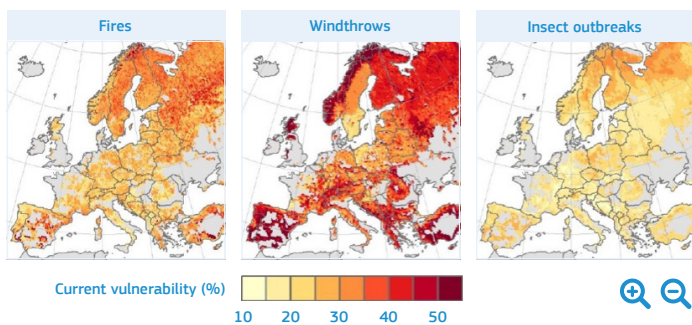 Fires
Windthrows
Insect outbreaks
Current vulnerability (%)
10 20 30 40 50